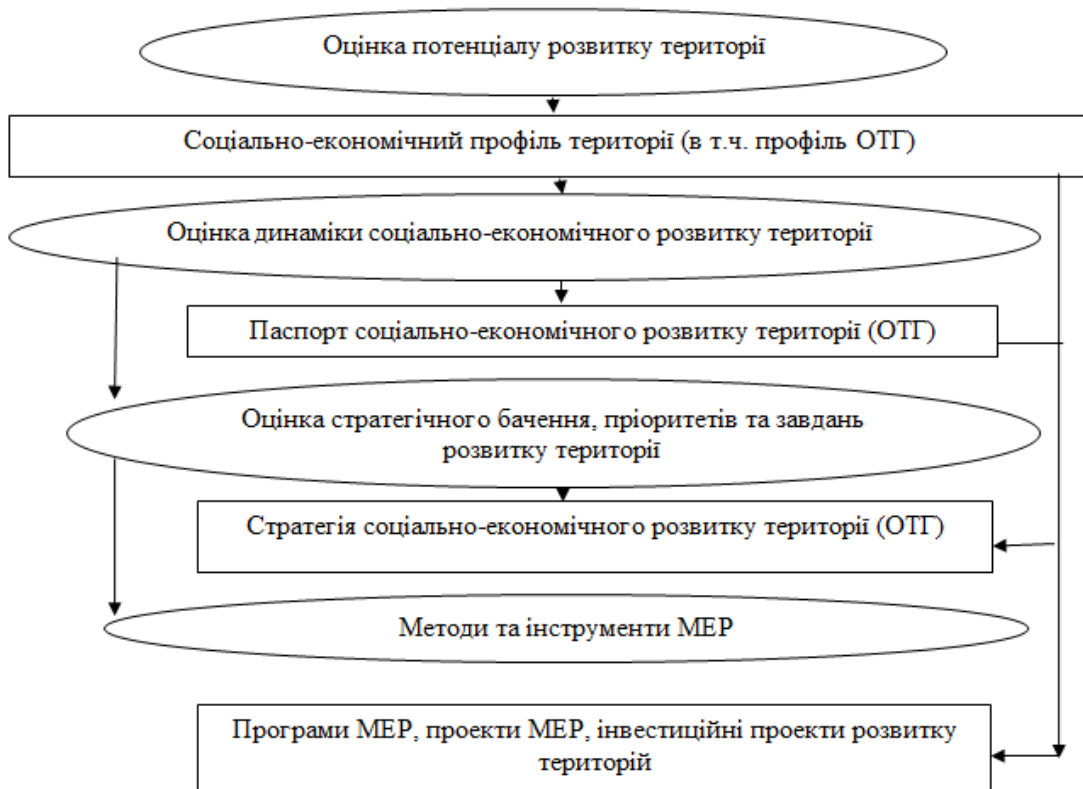 Оцінка потенціалу розвитку території
Соціально-економічний профіль території (в т.ч. профіль ОТГ)
Оцінка динаміки соціально-економічного розвитку території
Паспорт соціально-економічного розвитку території (ОТГ)
Оцінка стратегічного бачення, пріоритетів та завдань
розвитку території
Стратегія соціально-економічного розвитку території (ОТГ)
Методи та інструменти МЕР
Програми МЕР, проекти МЕР, інвестиційні проекти розвитку
територій